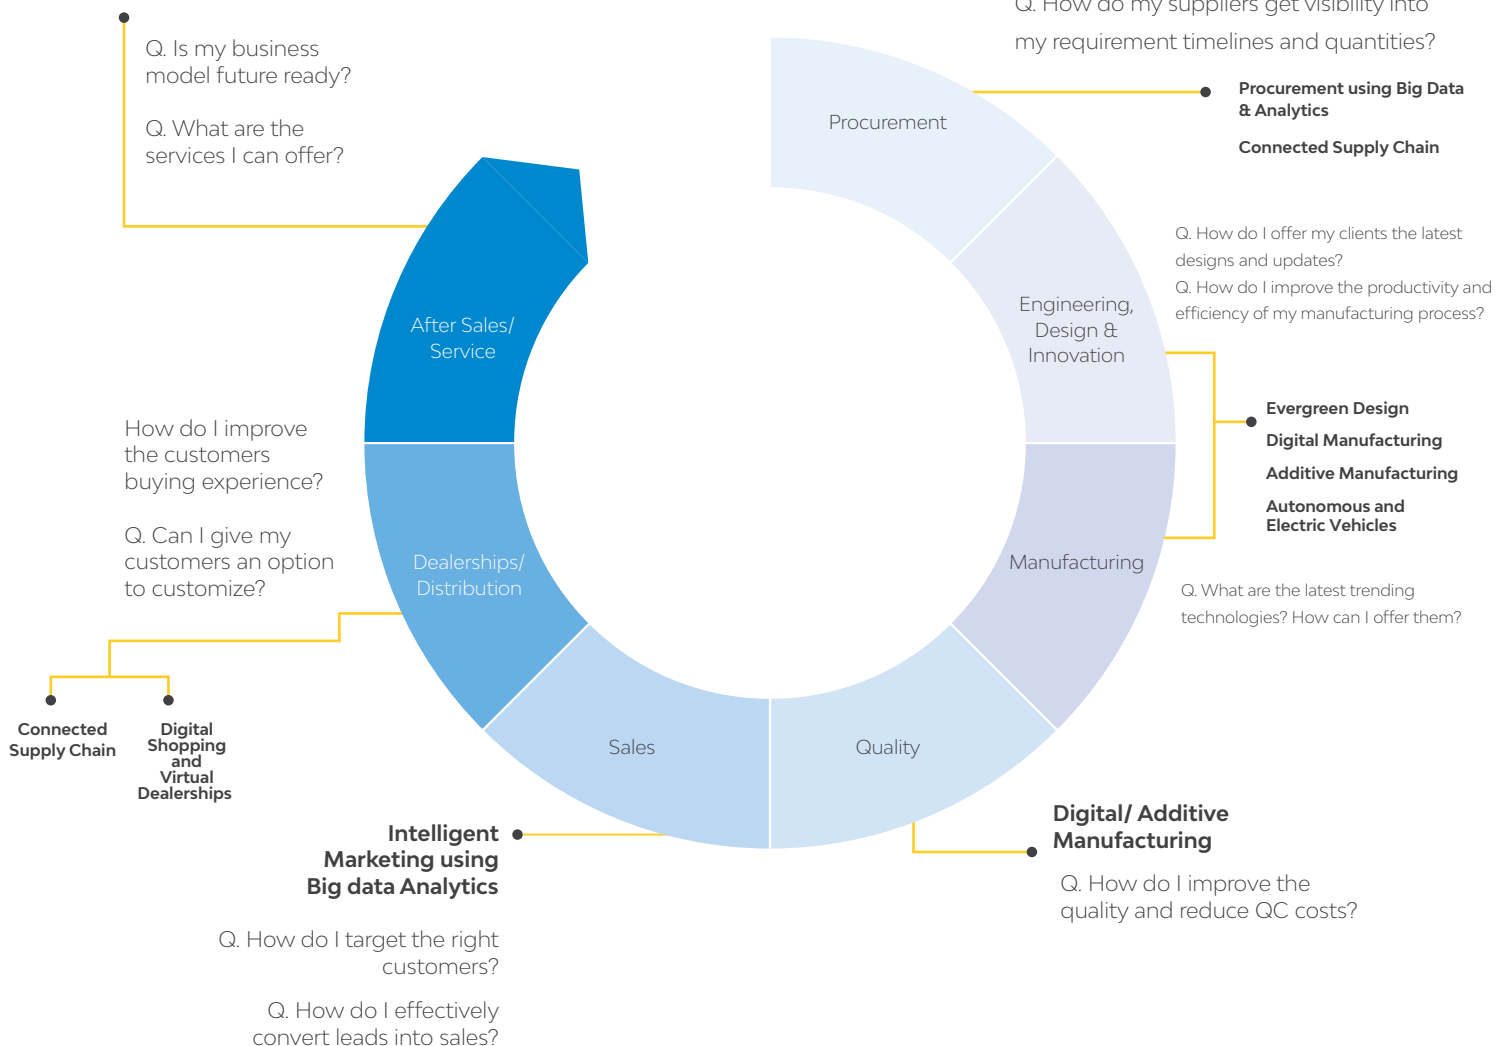 Q. How do my suppliers get visibility into
my requirement timelines and quantities?
Q. Is my business
model future ready?
Q. What are the
services I can offer?
Procurement
Procurement using Big Data
& Analytics
Connected Supply Chain
Q. How do I offer my clients the latest
designs and updates?
Q. How do I improve the productivity and
efficiency of my manufacturing process?
Engineering,
Design &
Innovation
After Sales/
Service
Evergreen Design
Digital Manufacturing
Additive Manufacturing
Autonomous and
Electric Vehicles
How do I improve
the customers
buying experience?
Q. Can I give my
customers an option
to customize?
Dealerships/
Distribution
Manufacturing
Q. What are the latest trending
technologies? How can I offer them?
Connected
Supply Chain
Digital
Shopping
and
Virtual
Dealerships
Sales
Quality
Intelligent
Marketing using
Big data Analytics
Q. How do I target the right
customers?
Q. How do I effectively
convert leads into sales?
Digital/ Additive
Manufacturing
Q. How do I improve the
quality and reduce QC costs?